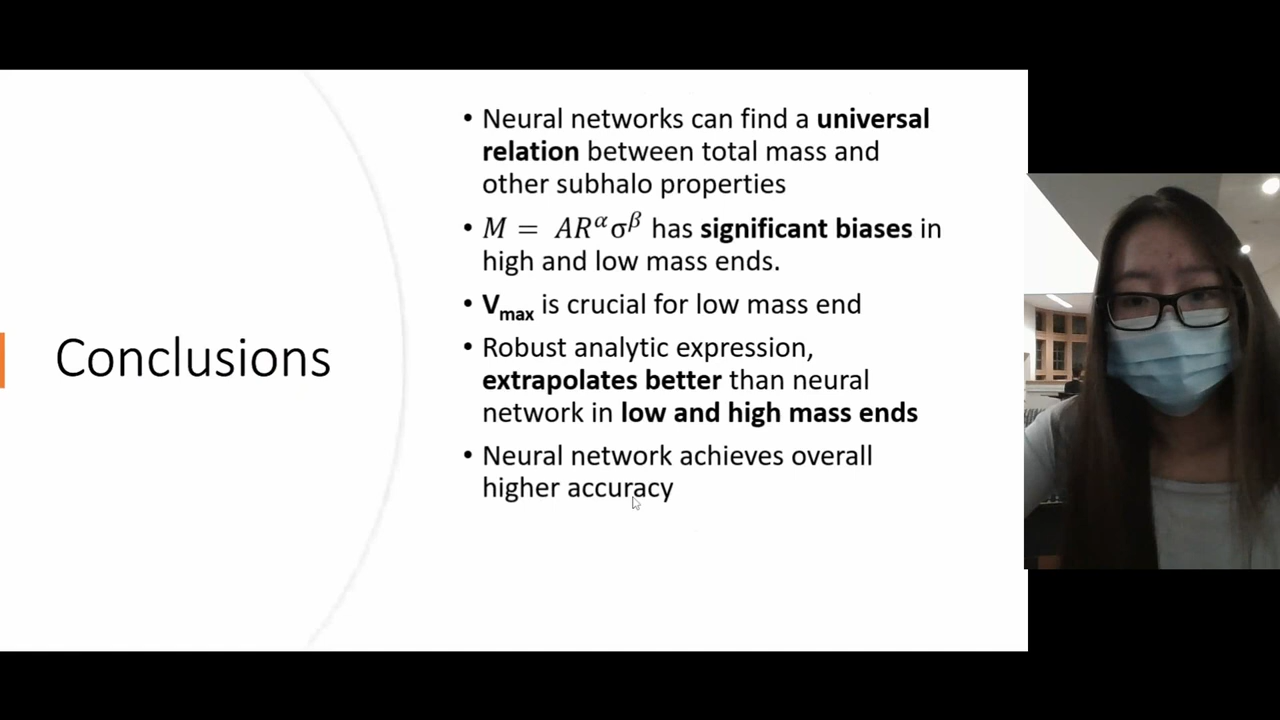 Conclusions
• Neural networks can find a universal
relation between total mass and
other subhalo properties
• M = AR^α σ^β has significant biases in
high and low mass ends.
• V_max is crucial for low mass end
• Robust analytic expression,
extrapolates better than neural
network in low and high mass ends
• Neural network achieves overall
higher accuracy